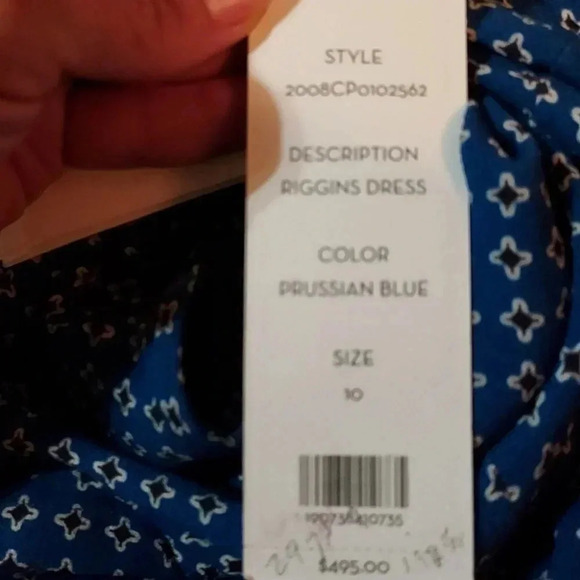 STYLE
2008CP0102562
DESCRIPTION
RIGGINS DRESS
COLOR
PRUSSIAN BLUE
SIZE
10
$495.00